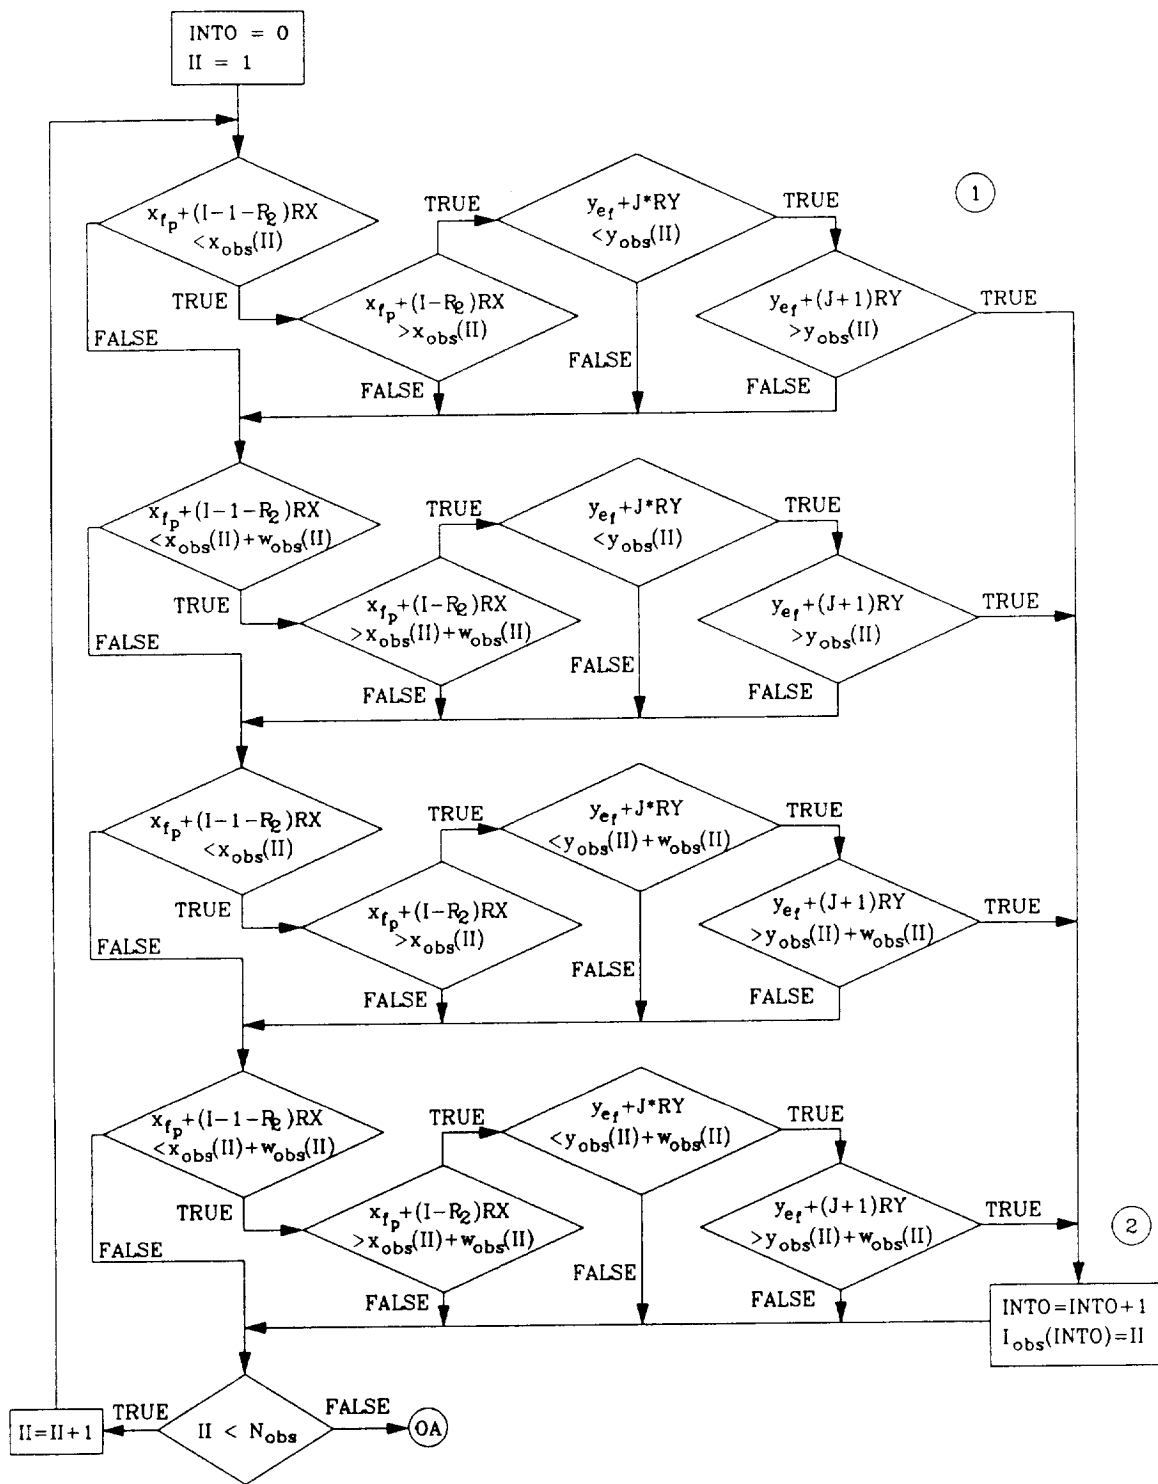 INTO = 0
II = 1
x_fp+(I-1-R2)RX
<x_obs(II)
TRUE
FALSE
x_fp+(I-R2)RX
>x_obs(II)
TRUE
FALSE
y_ef+J*RY
<y_obs(II)
TRUE
FALSE
y_ef+(J+1)RY
>y_obs(II)
TRUE
FALSE
1
x_fp+(I-1-R2)RX
<x_obs(II)+w_obs(II)
TRUE
FALSE
x_fp+(I-R2)RX
>x_obs(II)+w_obs(II)
TRUE
FALSE
y_ef+J*RY
<y_obs(II)
TRUE
FALSE
y_ef+(J+1)RY
>y_obs(II)
TRUE
FALSE
x_fp+(I-1-R2)RX
<x_obs(II)
TRUE
FALSE
x_fp+(I-R2)RX
>x_obs(II)
TRUE
FALSE
y_ef+J*RY
<y_obs(II)+w_obs(II)
TRUE
FALSE
y_ef+(J+1)RY
>y_obs(II)+w_obs(II)
TRUE
FALSE
x_fp+(I-1-R2)RX
<x_obs(II)+w_obs(II)
TRUE
FALSE
x_fp+(I-R2)RX
>x_obs(II)+w_obs(II)
TRUE
FALSE
y_ef+J*RY
<y_obs(II)+w_obs(II)
TRUE
FALSE
y_ef+(J+1)RY
>y_obs(II)+w_obs(II)
TRUE
FALSE
2
INTO=INTO+1
I_obs(INTO)=II
II < N_obs
TRUE
FALSE
II=II+1
OA